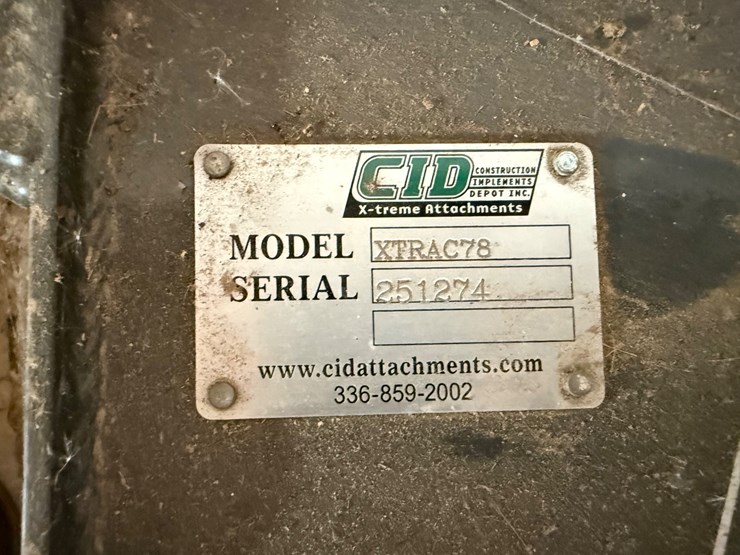 CID
CONSTRUCTION
IMPLEMENTS
DEPOT INC.
X-treme Attachments
MODEL XTRAC78
SERIAL 251274
www.cidattachments.com
336-859-2002